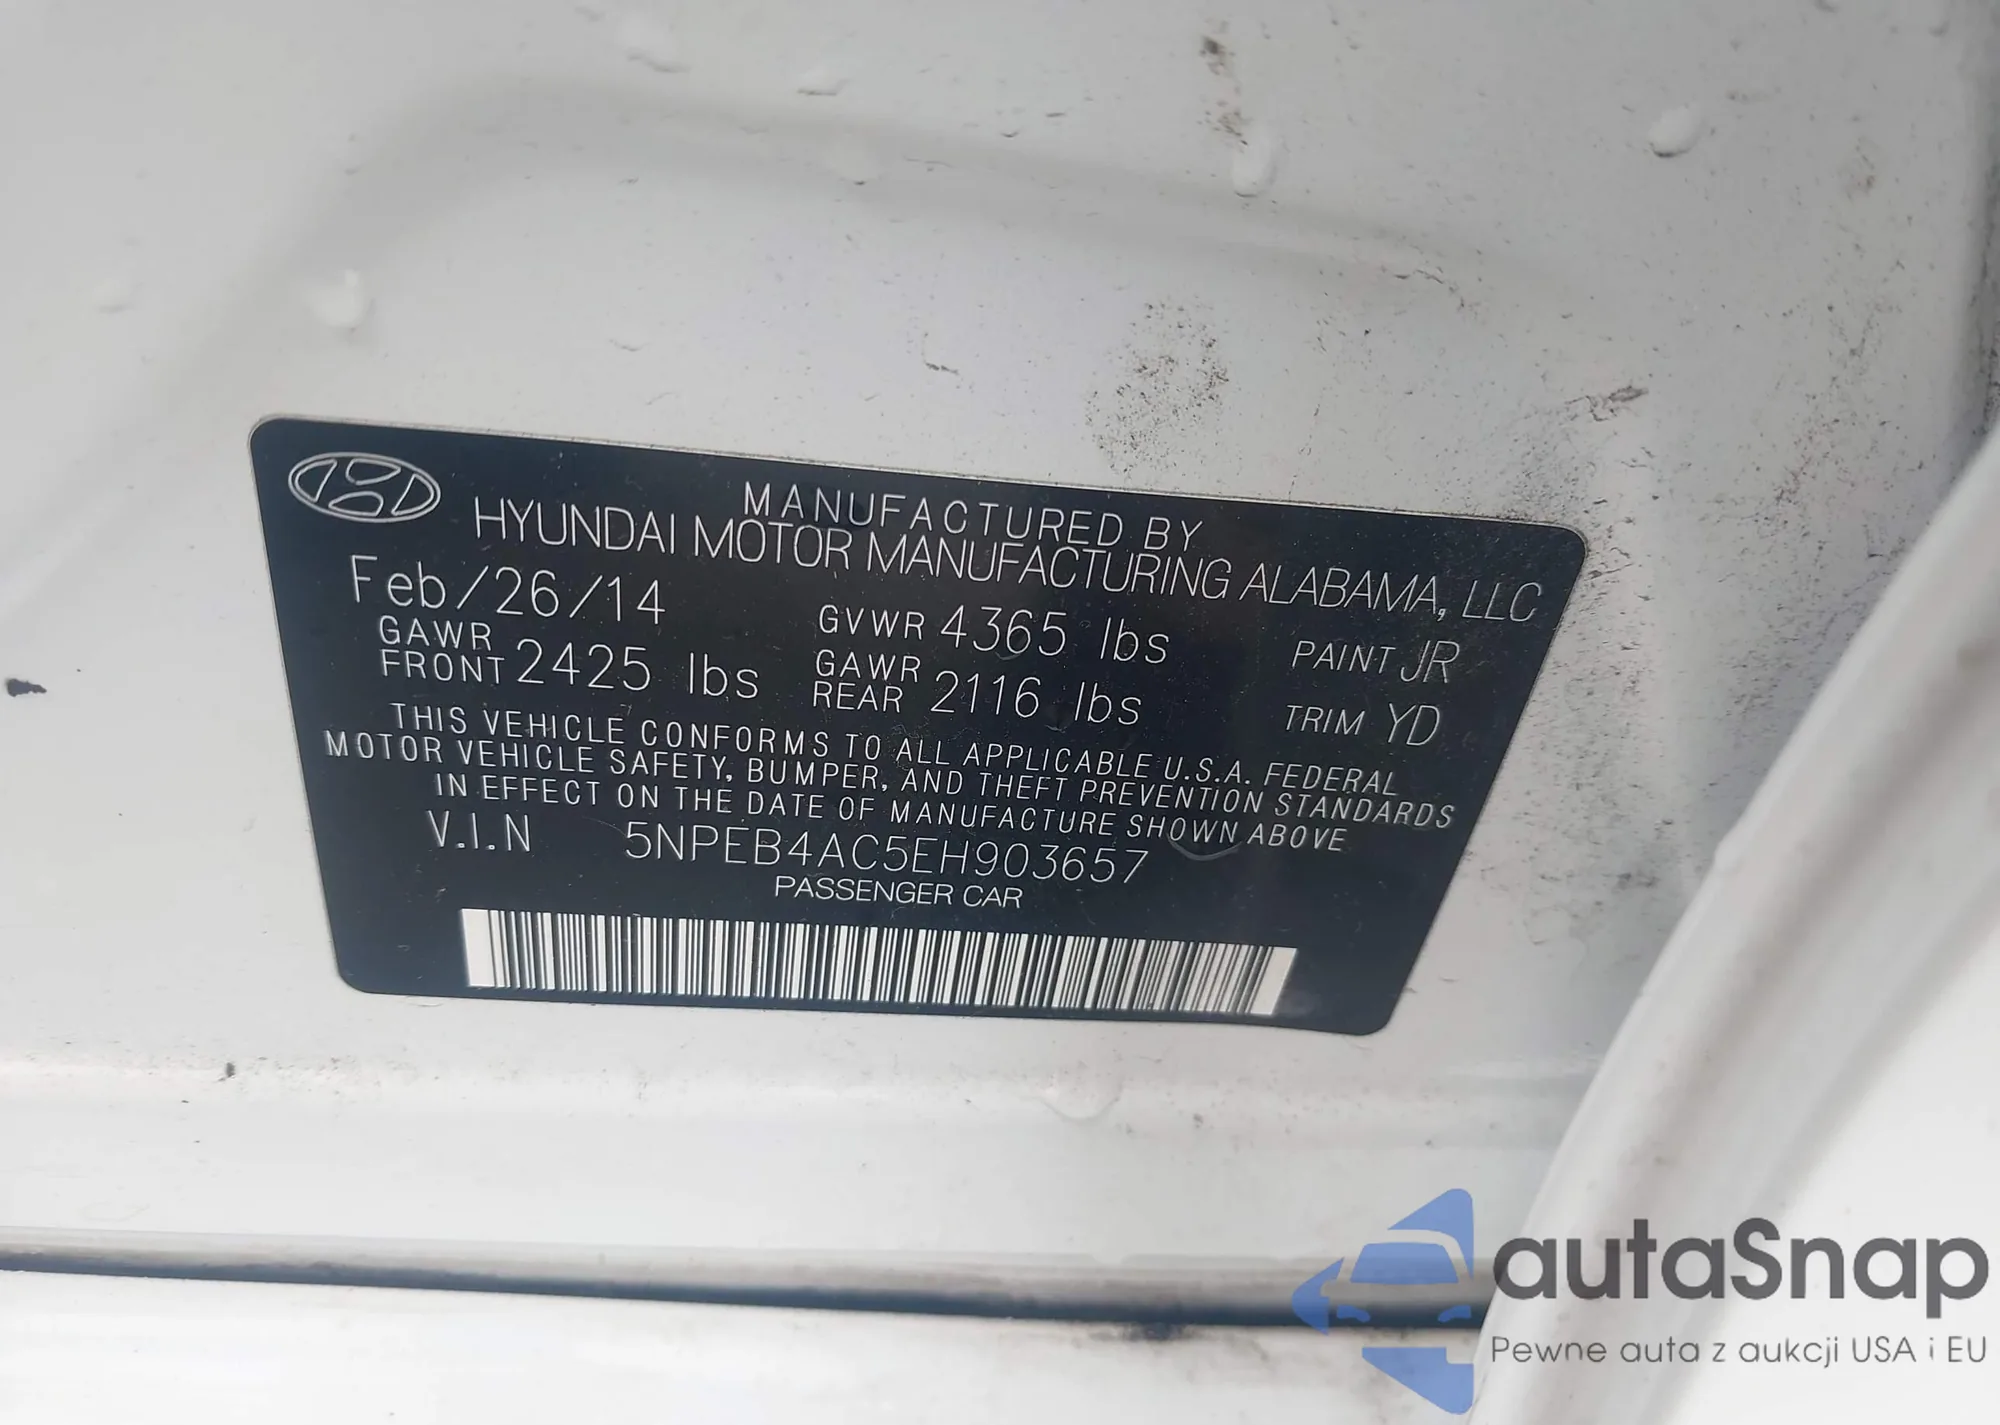 MANUFACTURED BY
HYUNDAI MOTOR MANUFACTURING ALABAMA, LLC
Feb/26/14
GVWR 4365 lbs
PAINT JR
GAWR FRONT 2425 lbs
GAWR REAR 2116 lbs
TRIM YD
THIS VEHICLE CONFORMS TO ALL APPLICABLE U.S.A. FEDERAL
MOTOR VEHICLE SAFETY, BUMPER, AND THEFT PREVENTION STANDARDS
IN EFFECT ON THE DATE OF MANUFACTURE SHOWN ABOVE
V.I.N 5NPEB4AC5EH903657
PASSENGER CAR
autaSnap
Pewne auta z aukcji USA i EU